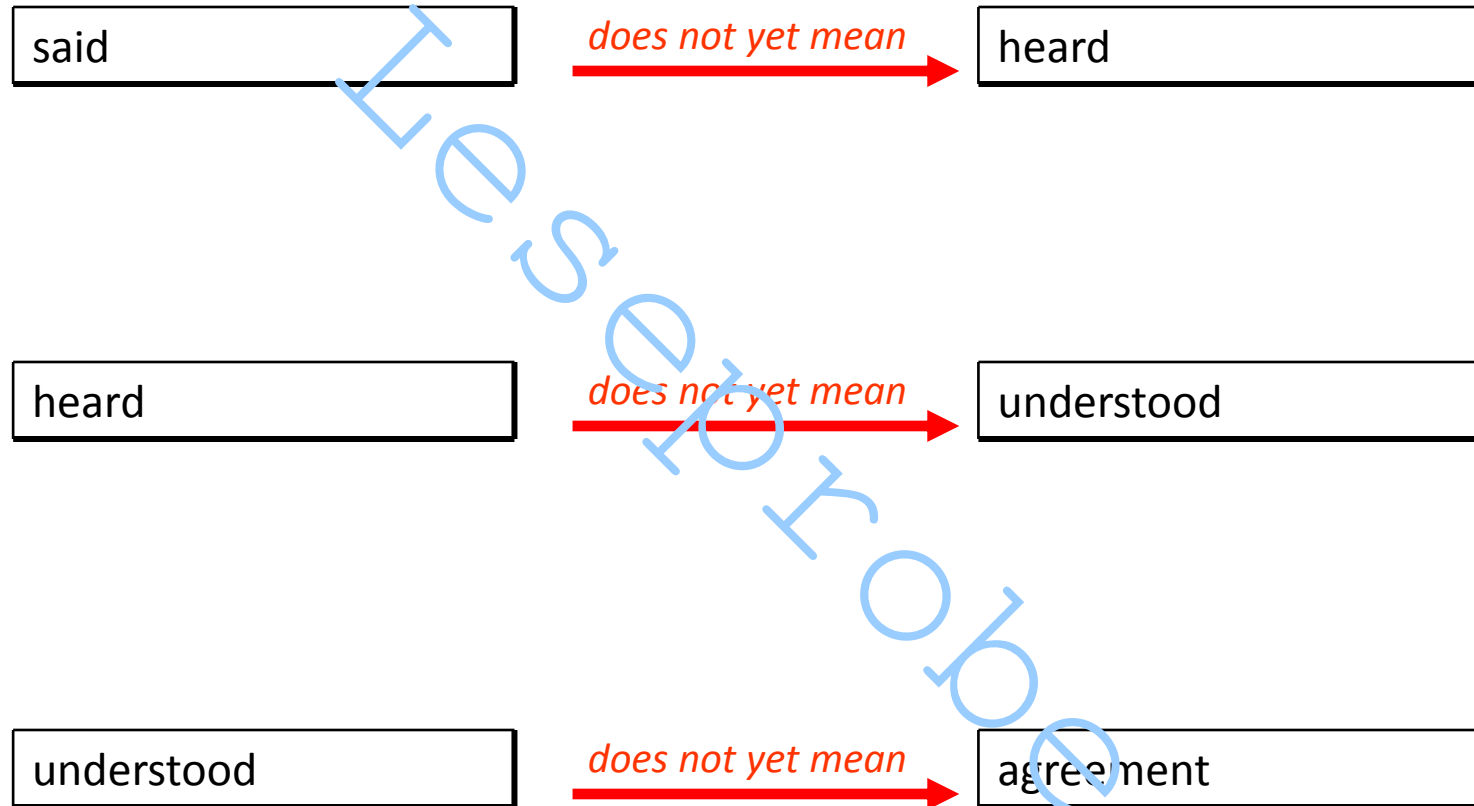 said does not yet mean heard
heard does not yet mean understood
understood does not yet mean agreement
Leseprobe